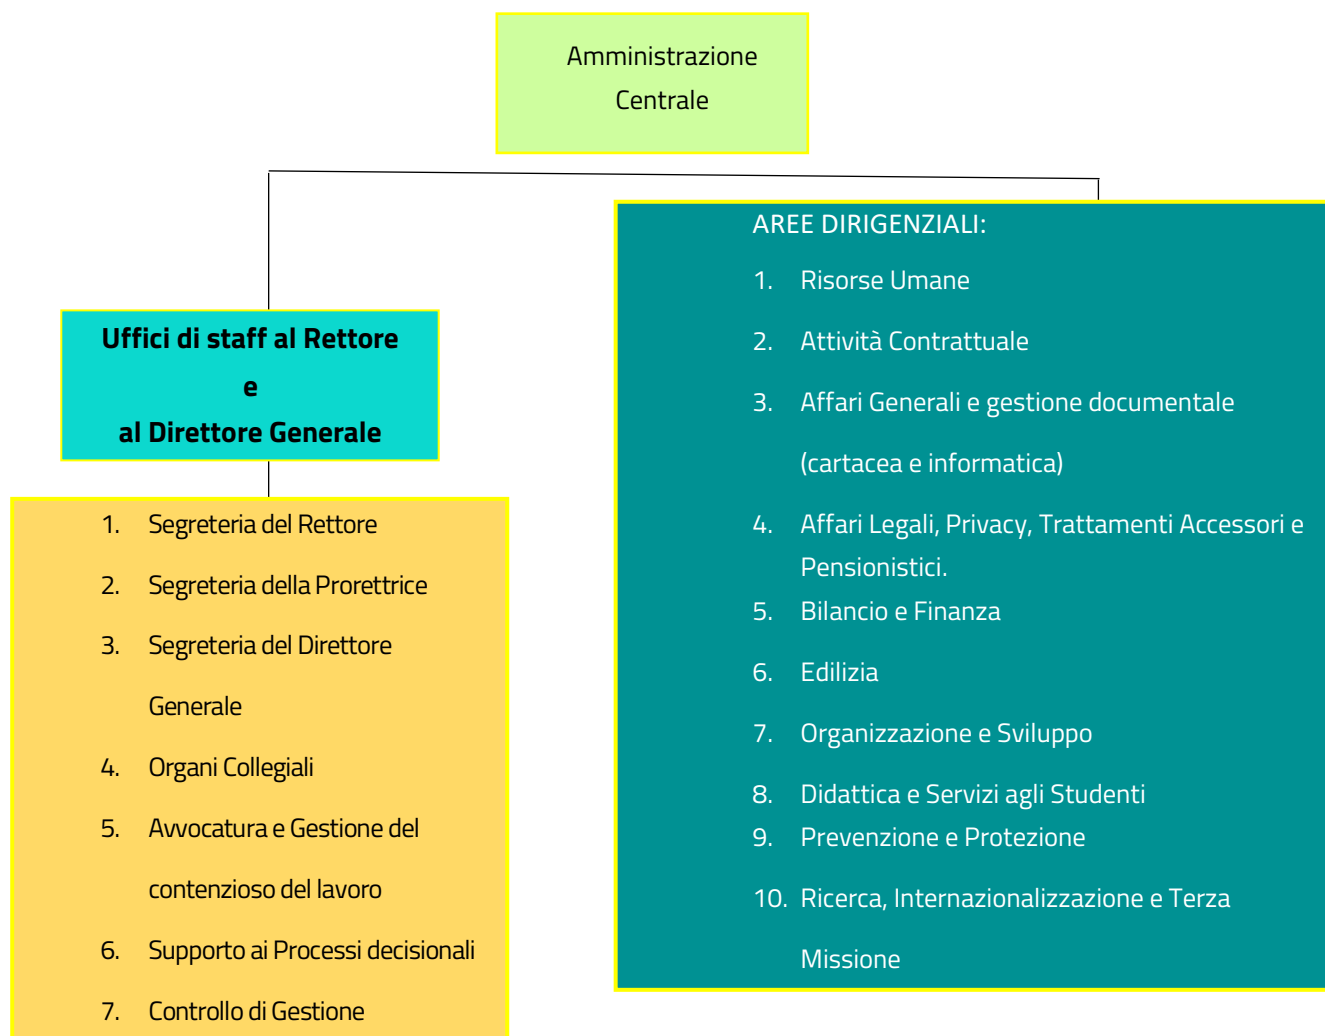 Amministrazione
Centrale
Uffici di staff al Rettore
e
al Direttore Generale
1. Segreteria del Rettore
2. Segreteria della Prorettrice
3. Segreteria del Direttore
Generale
4. Organi Collegiali
5. Avvocatura e Gestione del
contenzioso del lavoro
6. Supporto ai Processi decisionali
7. Controllo di Gestione
AREE DIRIGENZIALI:
1. Risorse Umane
2. Attività Contrattuale
3. Affari Generali e gestione documentale
(cartacea e informatica)
4. Affari Legali, Privacy, Trattamenti Accessori e
Pensionistici.
5. Bilancio e Finanza
6. Edilizia
7. Organizzazione e Sviluppo
8. Didattica e Servizi agli Studenti
9. Prevenzione e Protezione
10. Ricerca, Internazionalizzazione e Terza
Missione